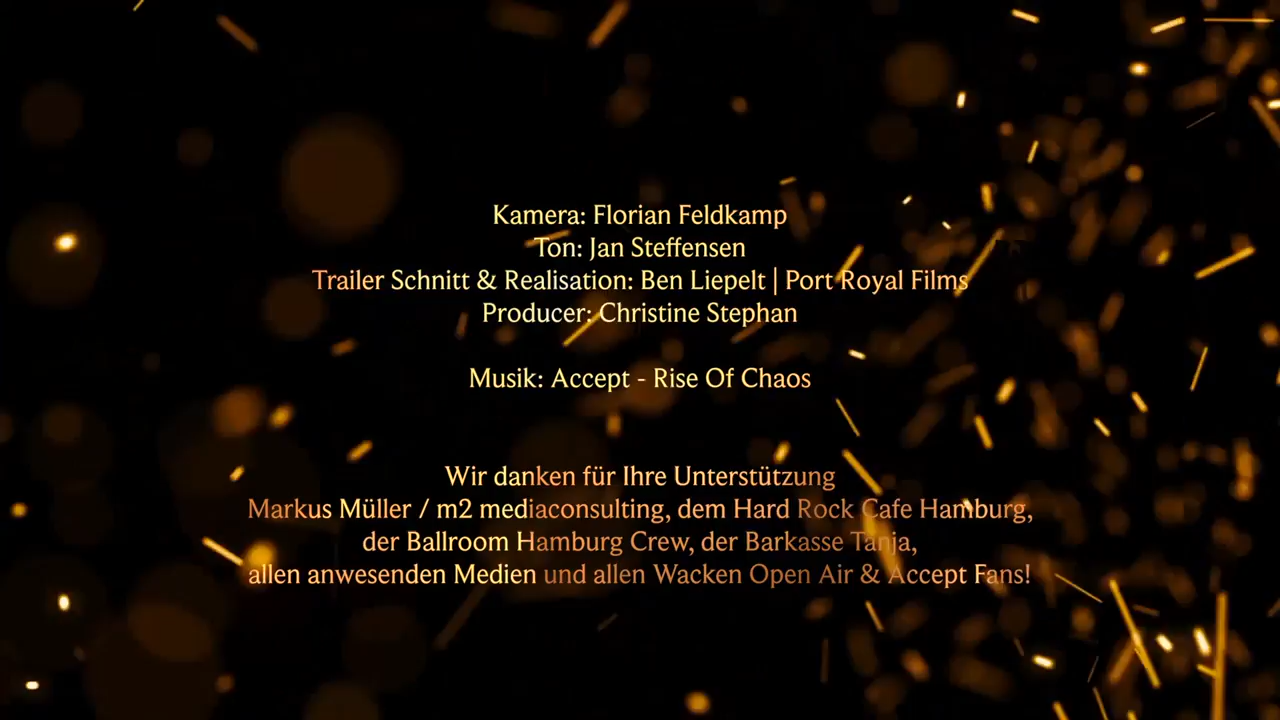 Kamera: Florian Feldkamp
Ton: Jan Steffensen
Trailer Schnitt & Realisation: Ben Liepelt | Port Royal Films
Producer: Christine Stephan
Musik: Accept - Rise Of Chaos
Wir danken für Ihre Unterstützung
Markus Müller / m2 mediaconsulting, dem Hard Rock Cafe Hamburg,
der Ballroom Hamburg Crew, der Barkasse Tanja,
allen anwesenden Medien und allen Wacken Open Air & Accept Fans!